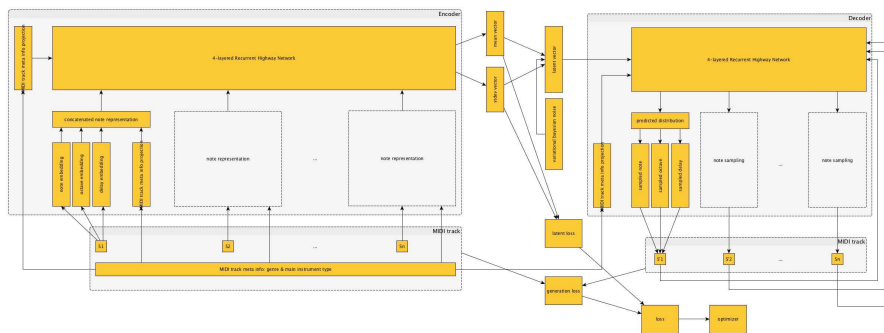 Encoder
MIDI track meta info projection
4-layered Recurrent Highway Network
concatenated note representation
note embedding
octave embedding
delay embedding
MIDI track meta info projection
note representation
...
note representation
MIDI track
S1
S2
...
Sn
MIDI track meta info: genre & main instrument type
mean vector
stdev vector
latent vector
variational bayesian noise
latent loss
generation loss
loss
optimizer
Decoder
4-layered Recurrent Highway Network
MIDI track meta info projection
predicted distribution
sampled note
sampled octave
sampled delay
note sampling
...
note sampling
MIDI track
S'1
S'2
...
Sn